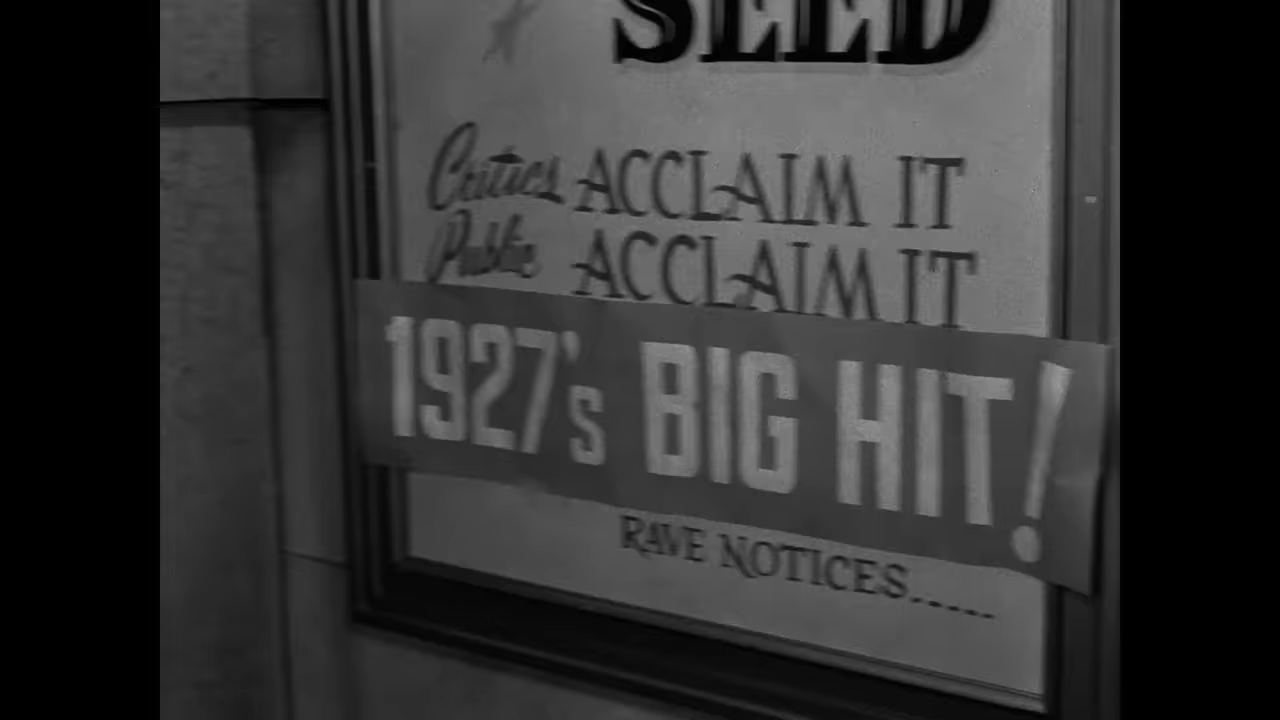 SEED
Critics ACCLAIM IT
Public ACCLAIM IT
1927's BIG HIT!
RAVE NOTICES.....